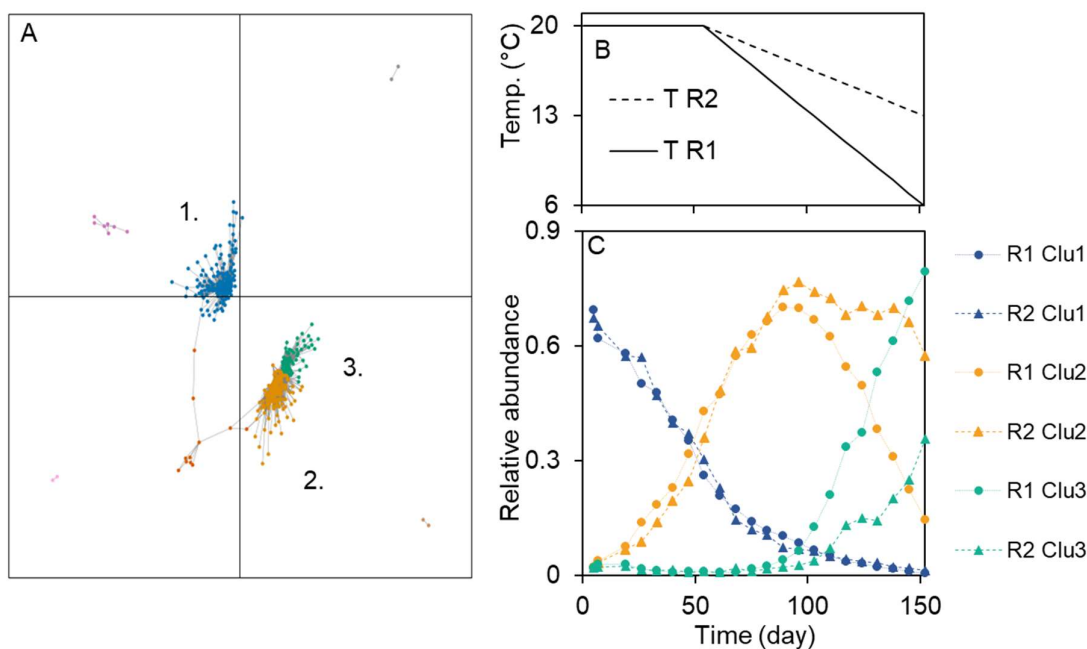 A
1.
3.
2.
Temp. (°C)
20
13
6
B
T R2
T R1
Relative abundance
0.9
0.6
0.3
0
C
0
50
100
150
Time (day)
R1 Clu1
R2 Clu1
R1 Clu2
R2 Clu2
R1 Clu3
R2 Clu3